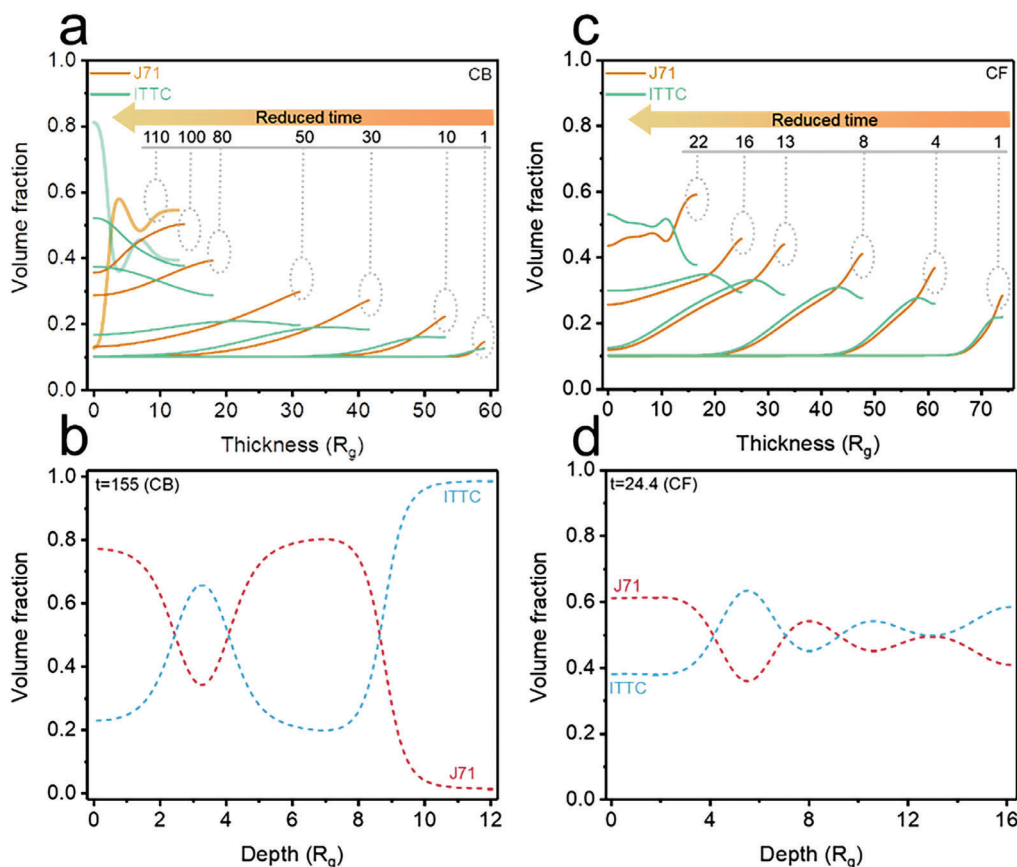 a
J71
ITTC
CB
Reduced time
110 100 80 50 30 10 1
1.0
0.8
0.6
0.4
0.2
0.0
0 10 20 30 40 50 60
Volume fraction
Thickness (Rg)
c
J71
ITTC
CF
Reduced time
22 16 13 8 4 1
1.0
0.8
0.6
0.4
0.2
0.0
0 10 20 30 40 50 60 70
Volume fraction
Thickness (Rg)
b
t=155 (CB)
ITTC
J71
1.0
0.8
0.6
0.4
0.2
0.0
0 2 4 6 8 10 12
Volume fraction
Depth (Rg)
d
t=24.4 (CF)
J71
ITTC
1.0
0.8
0.6
0.4
0.2
0.0
0 4 8 12 16
Volume fraction
Depth (Rg)